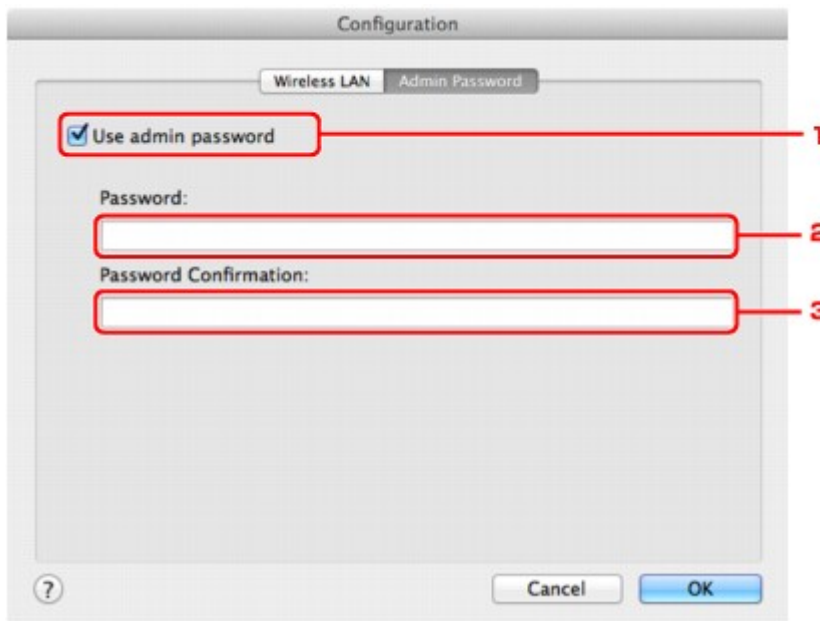 Configuration
Wireless LAN Admin Password
Use admin password 1
Password:
2
Password Confirmation:
3
? Cancel OK